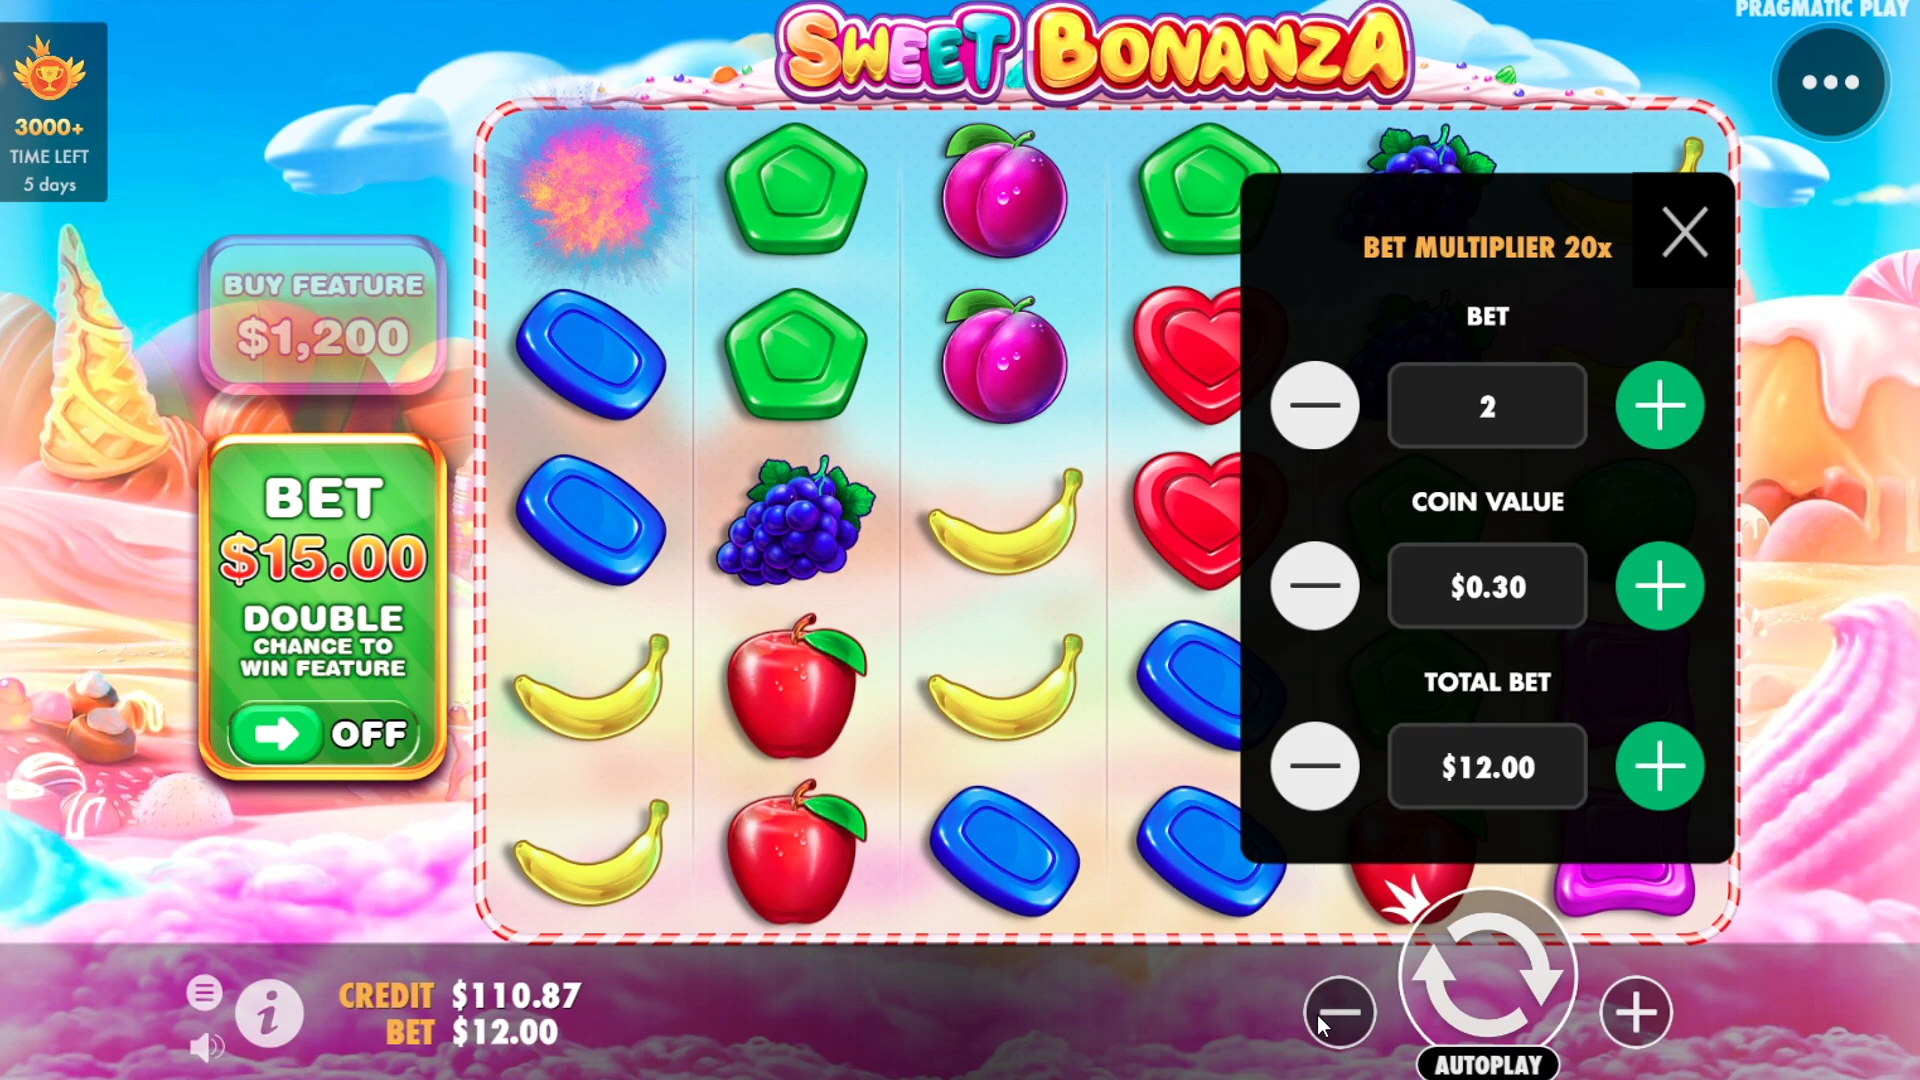 PRAGMATIC PLAY
SWEET BONANZA
3000+
TIME LEFT
5 days
BUY FEATURE
$1,200
BET
$15.00
DOUBLE
CHANCE TO
WIN FEATURE
OFF
BET MULTIPLIER 20x
BET
2
COIN VALUE
$0.30
TOTAL BET
$12.00
CREDIT $110.87
BET $12.00
AUTOPLAY